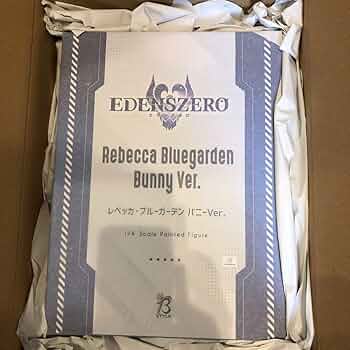 EDENSZERO
Rebecca Bluegarden
Bunny Ver.
レベッカ・ブルーガーデン バニーVer.
1/4 Scale Painted Figure
B
STYLE